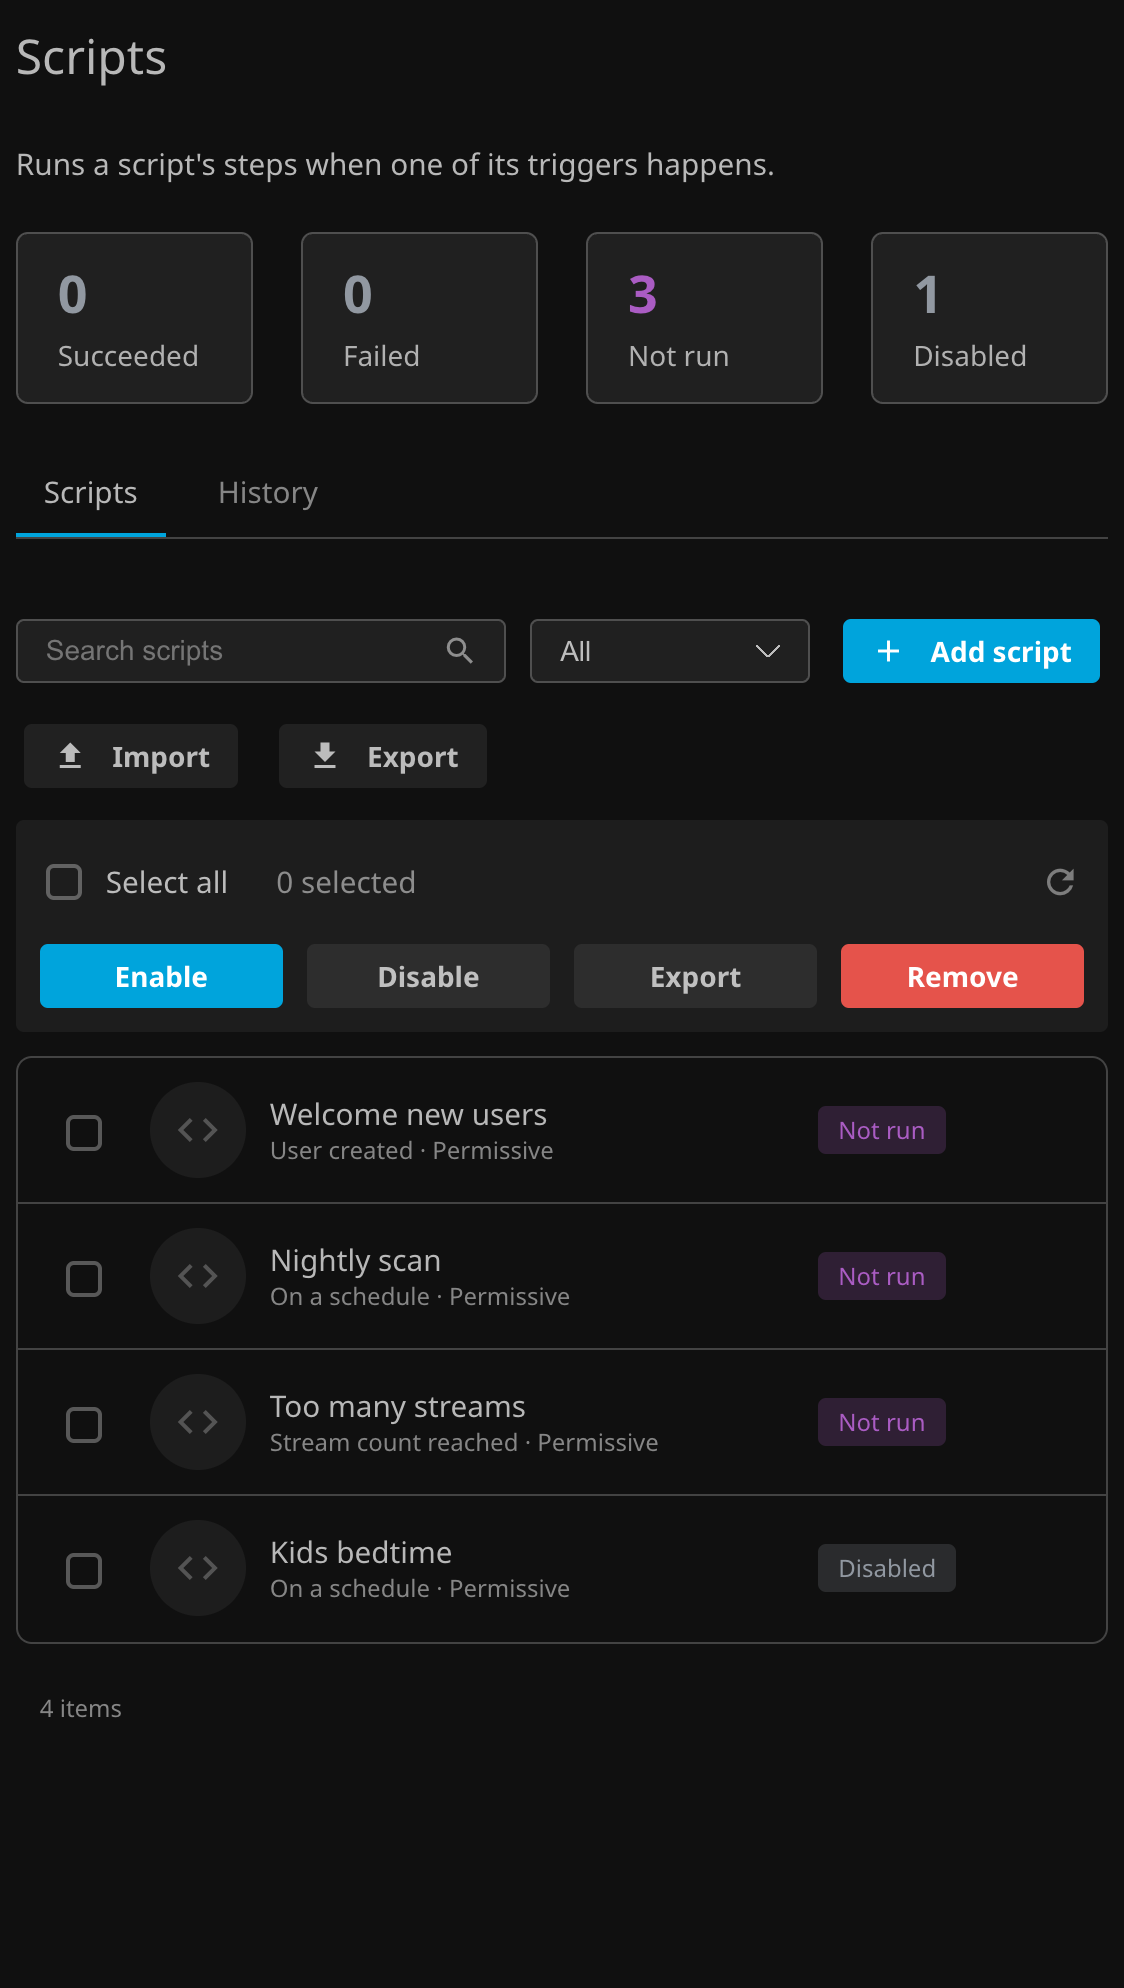 Scripts
Runs a script's steps when one of its triggers happens.
0
Succeeded
0
Failed
3
Not run
1
Disabled
Scripts
History
Search scripts
All
Add script
Import
Export
Select all
0 selected
Enable
Disable
Export
Remove
Welcome new users
User created · Permissive
Not run
Nightly scan
On a schedule · Permissive
Not run
Too many streams
Stream count reached · Permissive
Not run
Kids bedtime
On a schedule · Permissive
Disabled
4 items